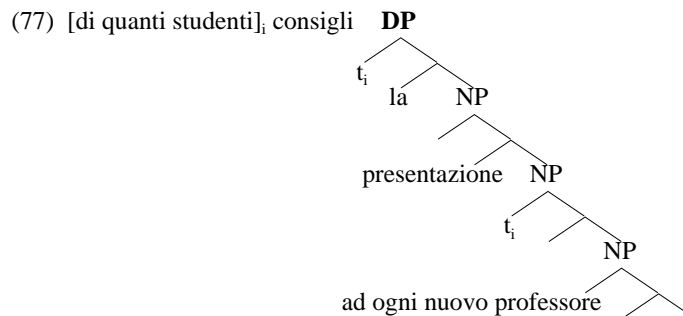 (77) [di quanti studenti]i consigli DP
ti
la NP
presentazione NP
ti
NP
ad ogni nuovo professore